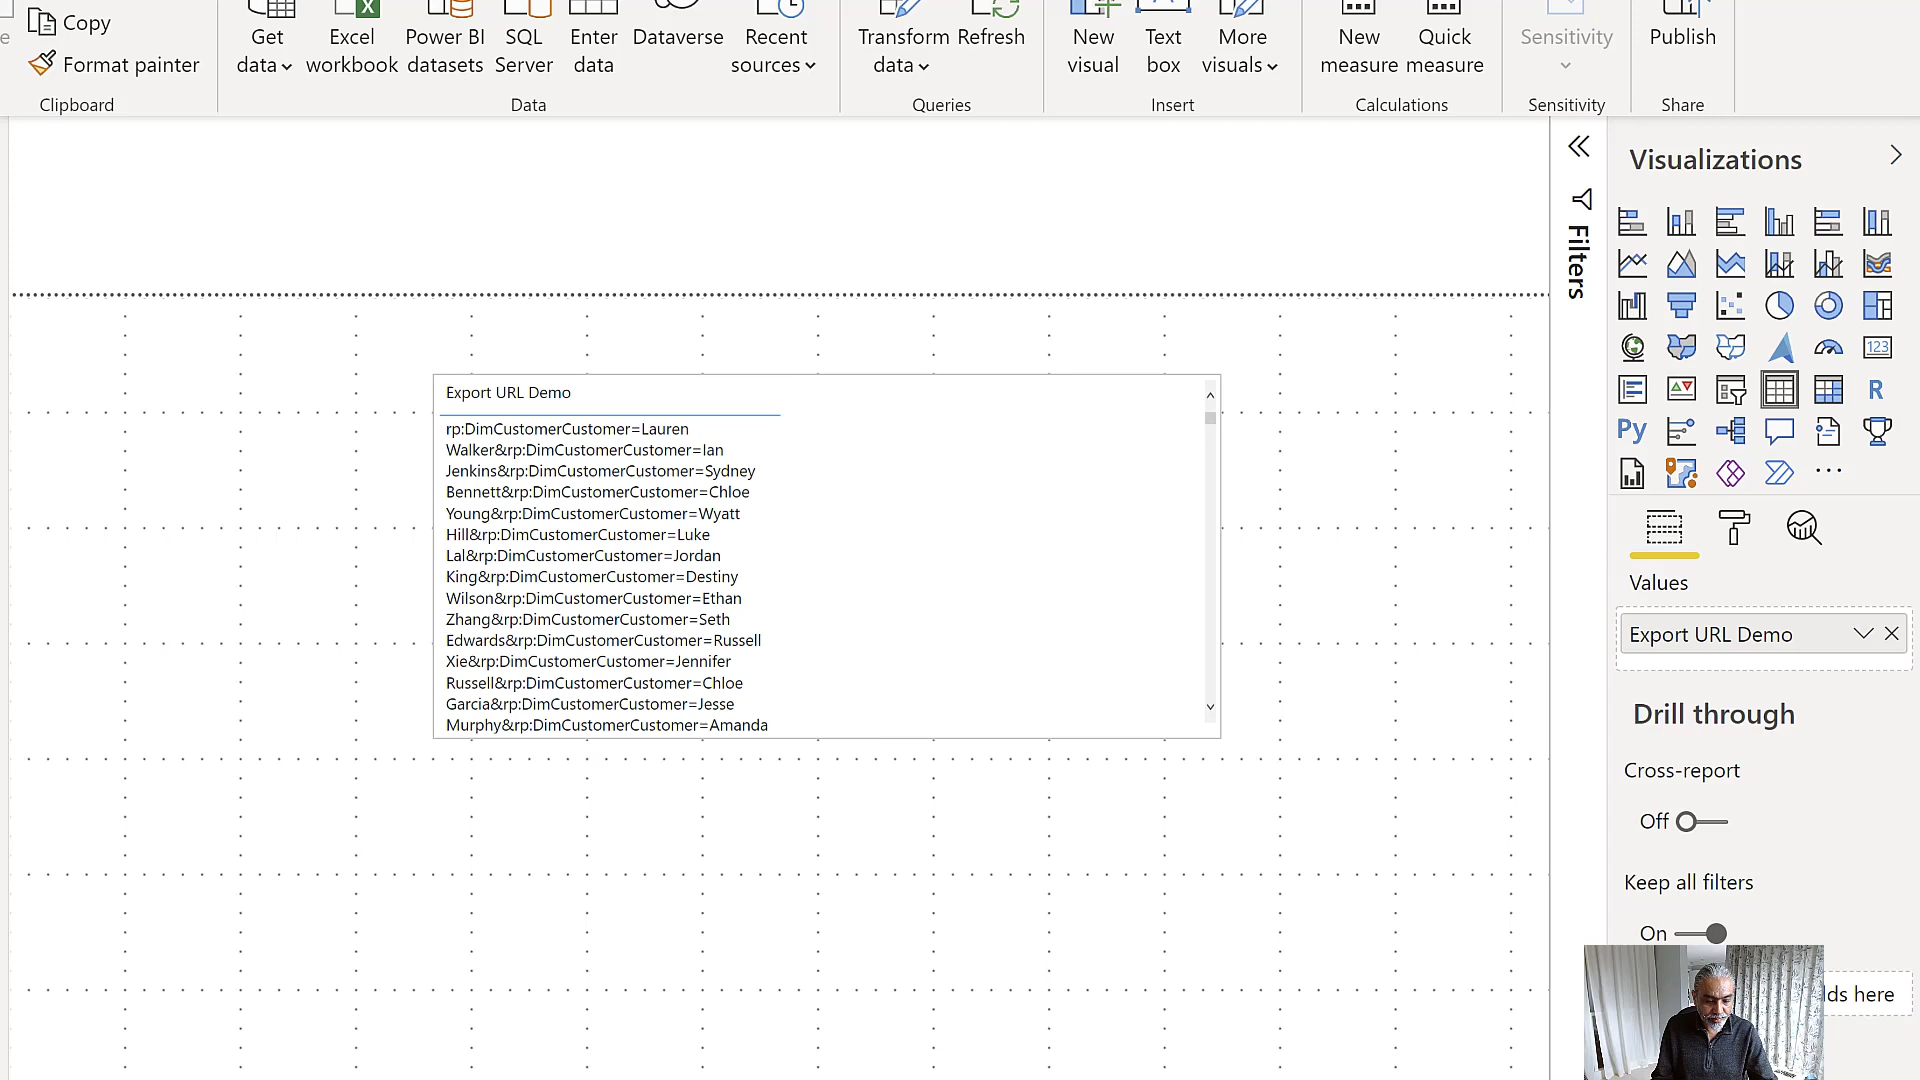 Copy
Format painter
Clipboard
Get data
Excel workbook
Power BI datasets
SQL Server
Enter data
Dataverse
Recent sources
Data
Transform data
Refresh
Queries
New visual
Text box
More visuals
Insert
New measure
Quick measure
Calculations
Sensitivity
Sensitivity
Publish
Share
Filters
Export URL Demo
rp:DimCustomerCustomer=Lauren
Walker&rp:DimCustomerCustomer=Ian
Jenkins&rp:DimCustomerCustomer=Sydney
Bennett&rp:DimCustomerCustomer=Chloe
Young&rp:DimCustomerCustomer=Wyatt
Hill&rp:DimCustomerCustomer=Luke
Lal&rp:DimCustomerCustomer=Jordan
King&rp:DimCustomerCustomer=Destiny
Wilson&rp:DimCustomerCustomer=Ethan
Zhang&rp:DimCustomerCustomer=Seth
Edwards&rp:DimCustomerCustomer=Russell
Xie&rp:DimCustomerCustomer=Jennifer
Russell&rp:DimCustomerCustomer=Chloe
Garcia&rp:DimCustomerCustomer=Jesse
Murphy&rp:DimCustomerCustomer=Amanda
Visualizations
123
R
Py
Values
Export URL Demo
Drill through
Cross-report
Off
Keep all filters
On
here